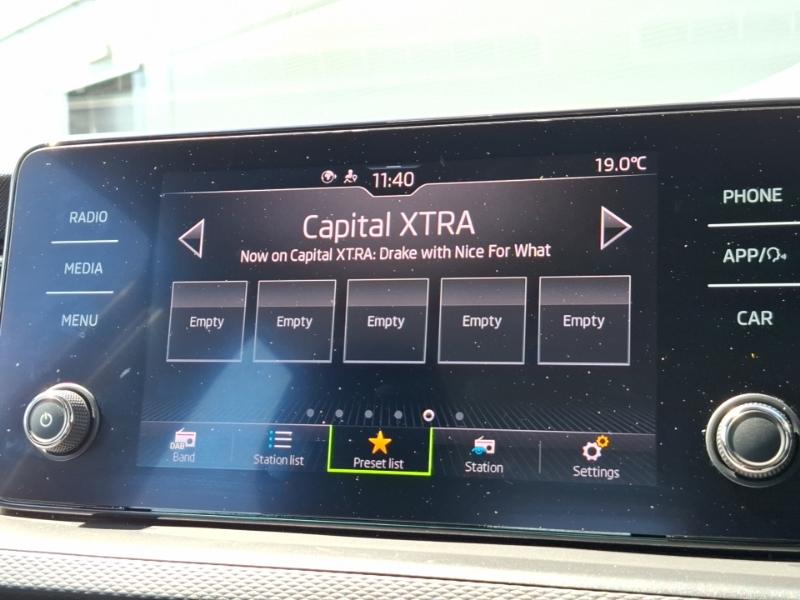 11:40
19.0°C
RADIO
MEDIA
MENU
Capital XTRA
Now on Capital XTRA: Drake with Nice For What
Empty Empty Empty Empty Empty
DAB
Band
Station list
Preset list
Station
Settings
PHONE
APP/
CAR